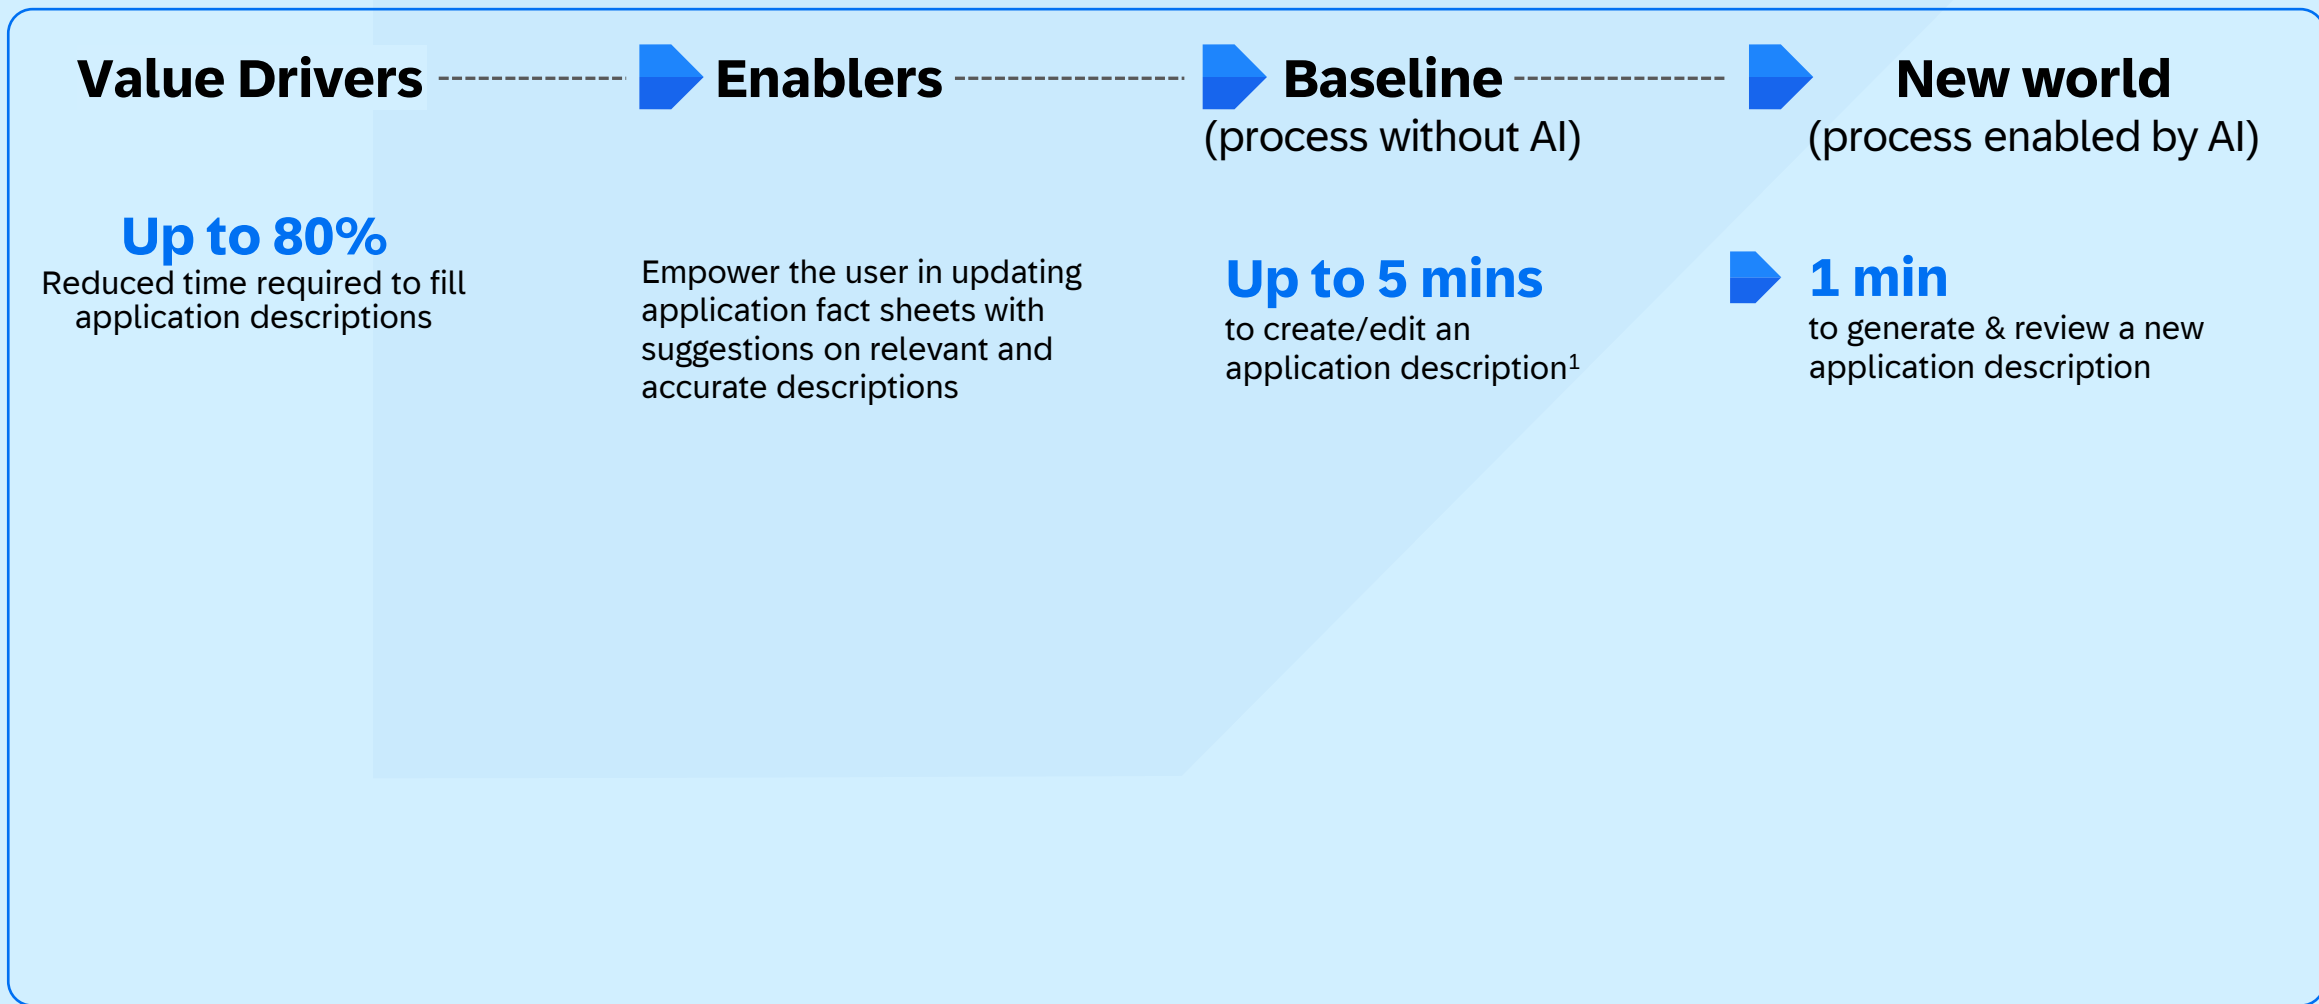 Value Drivers
Enablers
Baseline
(process without AI)
New world
(process enabled by AI)
Up to 80%
Reduced time required to fill
application descriptions
Empower the user in updating
application fact sheets with
suggestions on relevant and
accurate descriptions
Up to 5 mins
to create/edit an
application description¹
1 min
to generate & review a new
application description